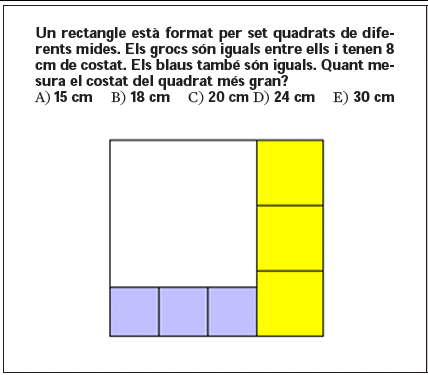 Un rectangle està format per set quadrats de dife-
rents mides. Els grocs són iguals entre ells i tenen 8
cm de costat. Els blaus també són iguals. Quant me-
sura el costat del quadrat més gran?
A) 15 cm B) 18 cm C) 20 cm D) 24 cm E) 30 cm